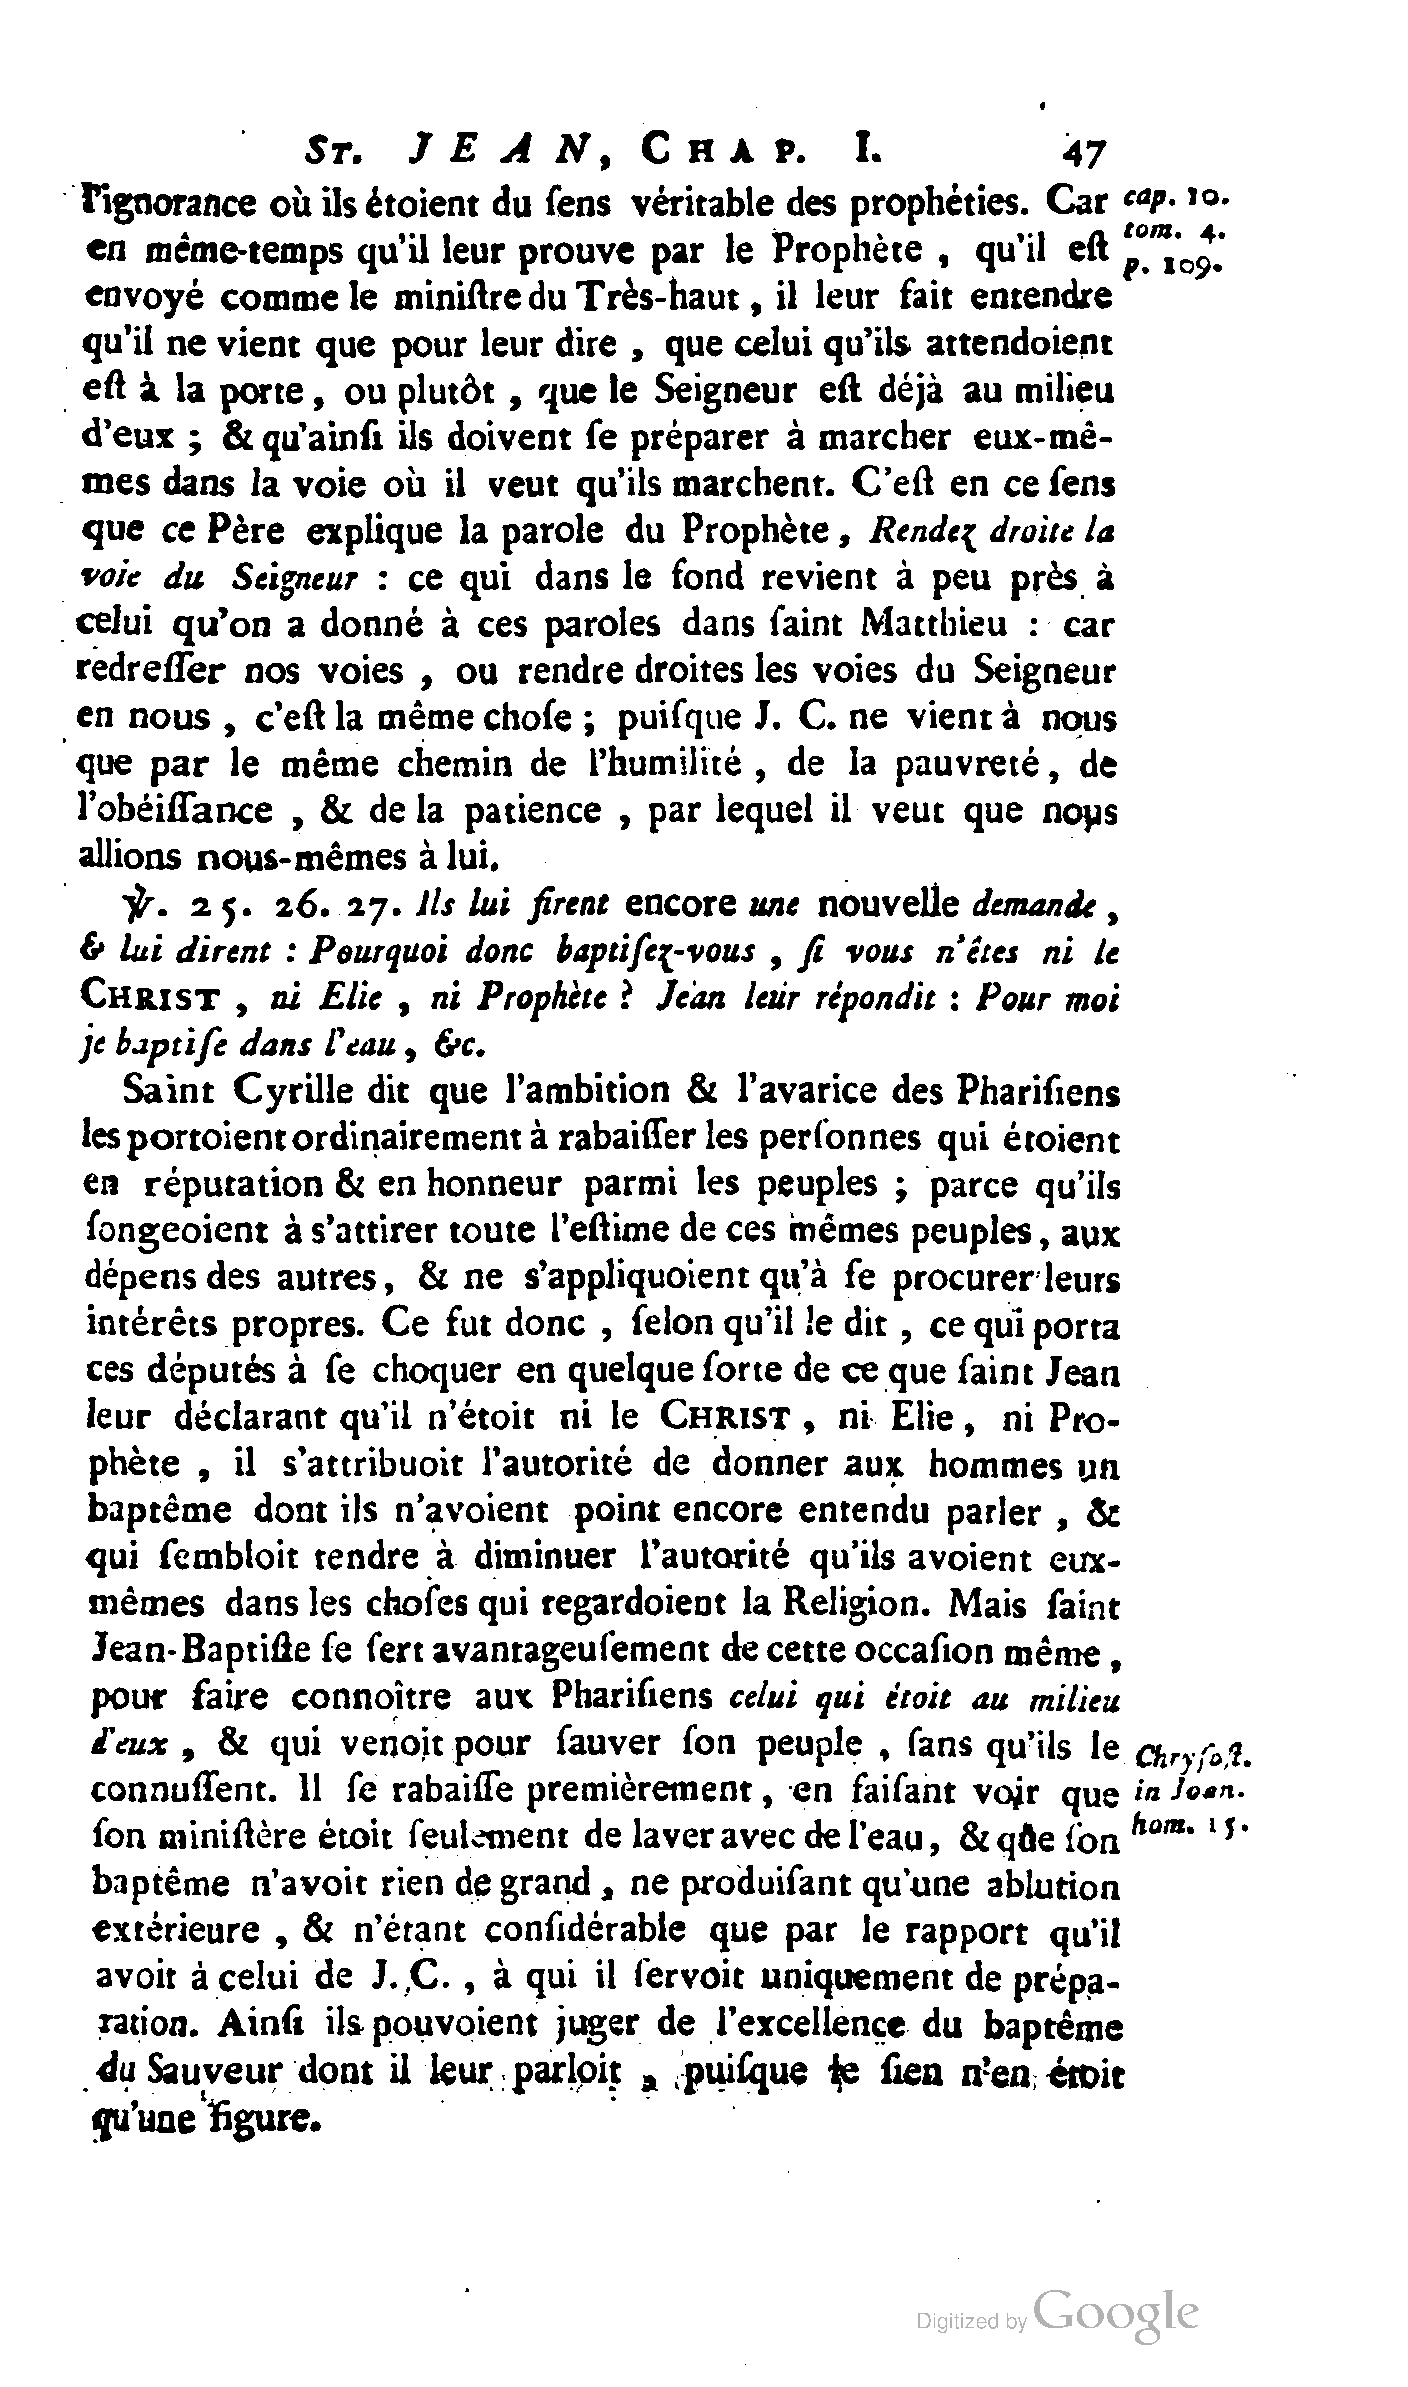 ST. JEAN, CHAP. I. 47
l'ignorance où ils étoient du ſens véritable des prophéties. Car
en même-temps qu'il leur prouve par le Prophète , qu'il eſt
envoyé comme le miniſtre du Très-haut , il leur fait entendre
qu'il ne vient que pour leur dire , que celui qu'ils attendoient
eſt à la porte , ou plutôt , que le Seigneur eſt déjà au milieu
d'eux ; & qu'ainſi ils doivent ſe préparer à marcher eux-mê-
mes dans la voie où il veut qu'ils marchent. C'eſt en ce ſens
que ce Père explique la parole du Prophète , Rendez droite la
voie du Seigneur : ce qui dans le fond revient à peu près à
celui qu'on a donné à ces paroles dans ſaint Matthieu : car
redreſſer nos voies , ou rendre droites les voies du Seigneur
en nous , c'eſt la même choſe ; puiſque J. C. ne vient à nous
que par le même chemin de l'humilité , de la pauvreté , de
l'obéiſſance , & de la patience , par lequel il veut que nous
allions nous-mêmes à lui.
℣. 25. 26. 27. Ils lui firent encore une nouvelle demande ,
& lui dirent : Pourquoi donc baptiſez-vous , ſi vous n'êtes ni le
CHRIST , ni Elie , ni Prophète ? Jean leur répondit : Pour moi
je baptiſe dans l'eau , &c.
Saint Cyrille dit que l'ambition & l'avarice des Phariſiens
les portoient ordinairement à rabaiſſer les perſonnes qui étoient
en réputation & en honneur parmi les peuples ; parce qu'ils
ſongeoient à s'attirer toute l'eſtime de ces mêmes peuples , aux
dépens des autres , & ne s'appliquoient qu'à ſe procurer leurs
intérêts propres. Ce fut donc , ſelon qu'il le dit , ce qui porta
ces députés à ſe choquer en quelque ſorte de ce que ſaint Jean
leur déclarant qu'il n'étoit ni le CHRIST , ni Elie , ni Pro-
phète , il s'attribuoit l'autorité de donner aux hommes un
baptême dont ils n'avoient point encore entendu parler , &
qui ſembloit tendre à diminuer l'autorité qu'ils avoient eux-
mêmes dans les choſes qui regardoient la Religion. Mais ſaint
Jean-Baptiſte ſe ſert avantageuſement de cette occaſion même ,
pour faire connoître aux Phariſiens celui qui étoit au milieu
d'eux , & qui venoit pour ſauver ſon peuple , ſans qu'ils le
connuſſent. Il ſe rabaiſſe premièrement , en faiſant voir que
ſon miniſtère étoit ſeulement de laver avec de l'eau , & que ſon
baptême n'avoit rien de grand , ne produiſant qu'une ablution
extérieure , & n'étant conſidérable que par le rapport qu'il
avoit à celui de J. C. , à qui il ſervoit uniquement de prépa-
ration. Ainſi ils pouvoient juger de l'excellence du baptême
du Sauveur dont il leur parloit , puiſque le ſien n'en étoit
qu'une figure.
cap. 10.
tom. 4.
p. 109.
Chryſoſt.
in Joan.
hom. 15.
Digitized by Google